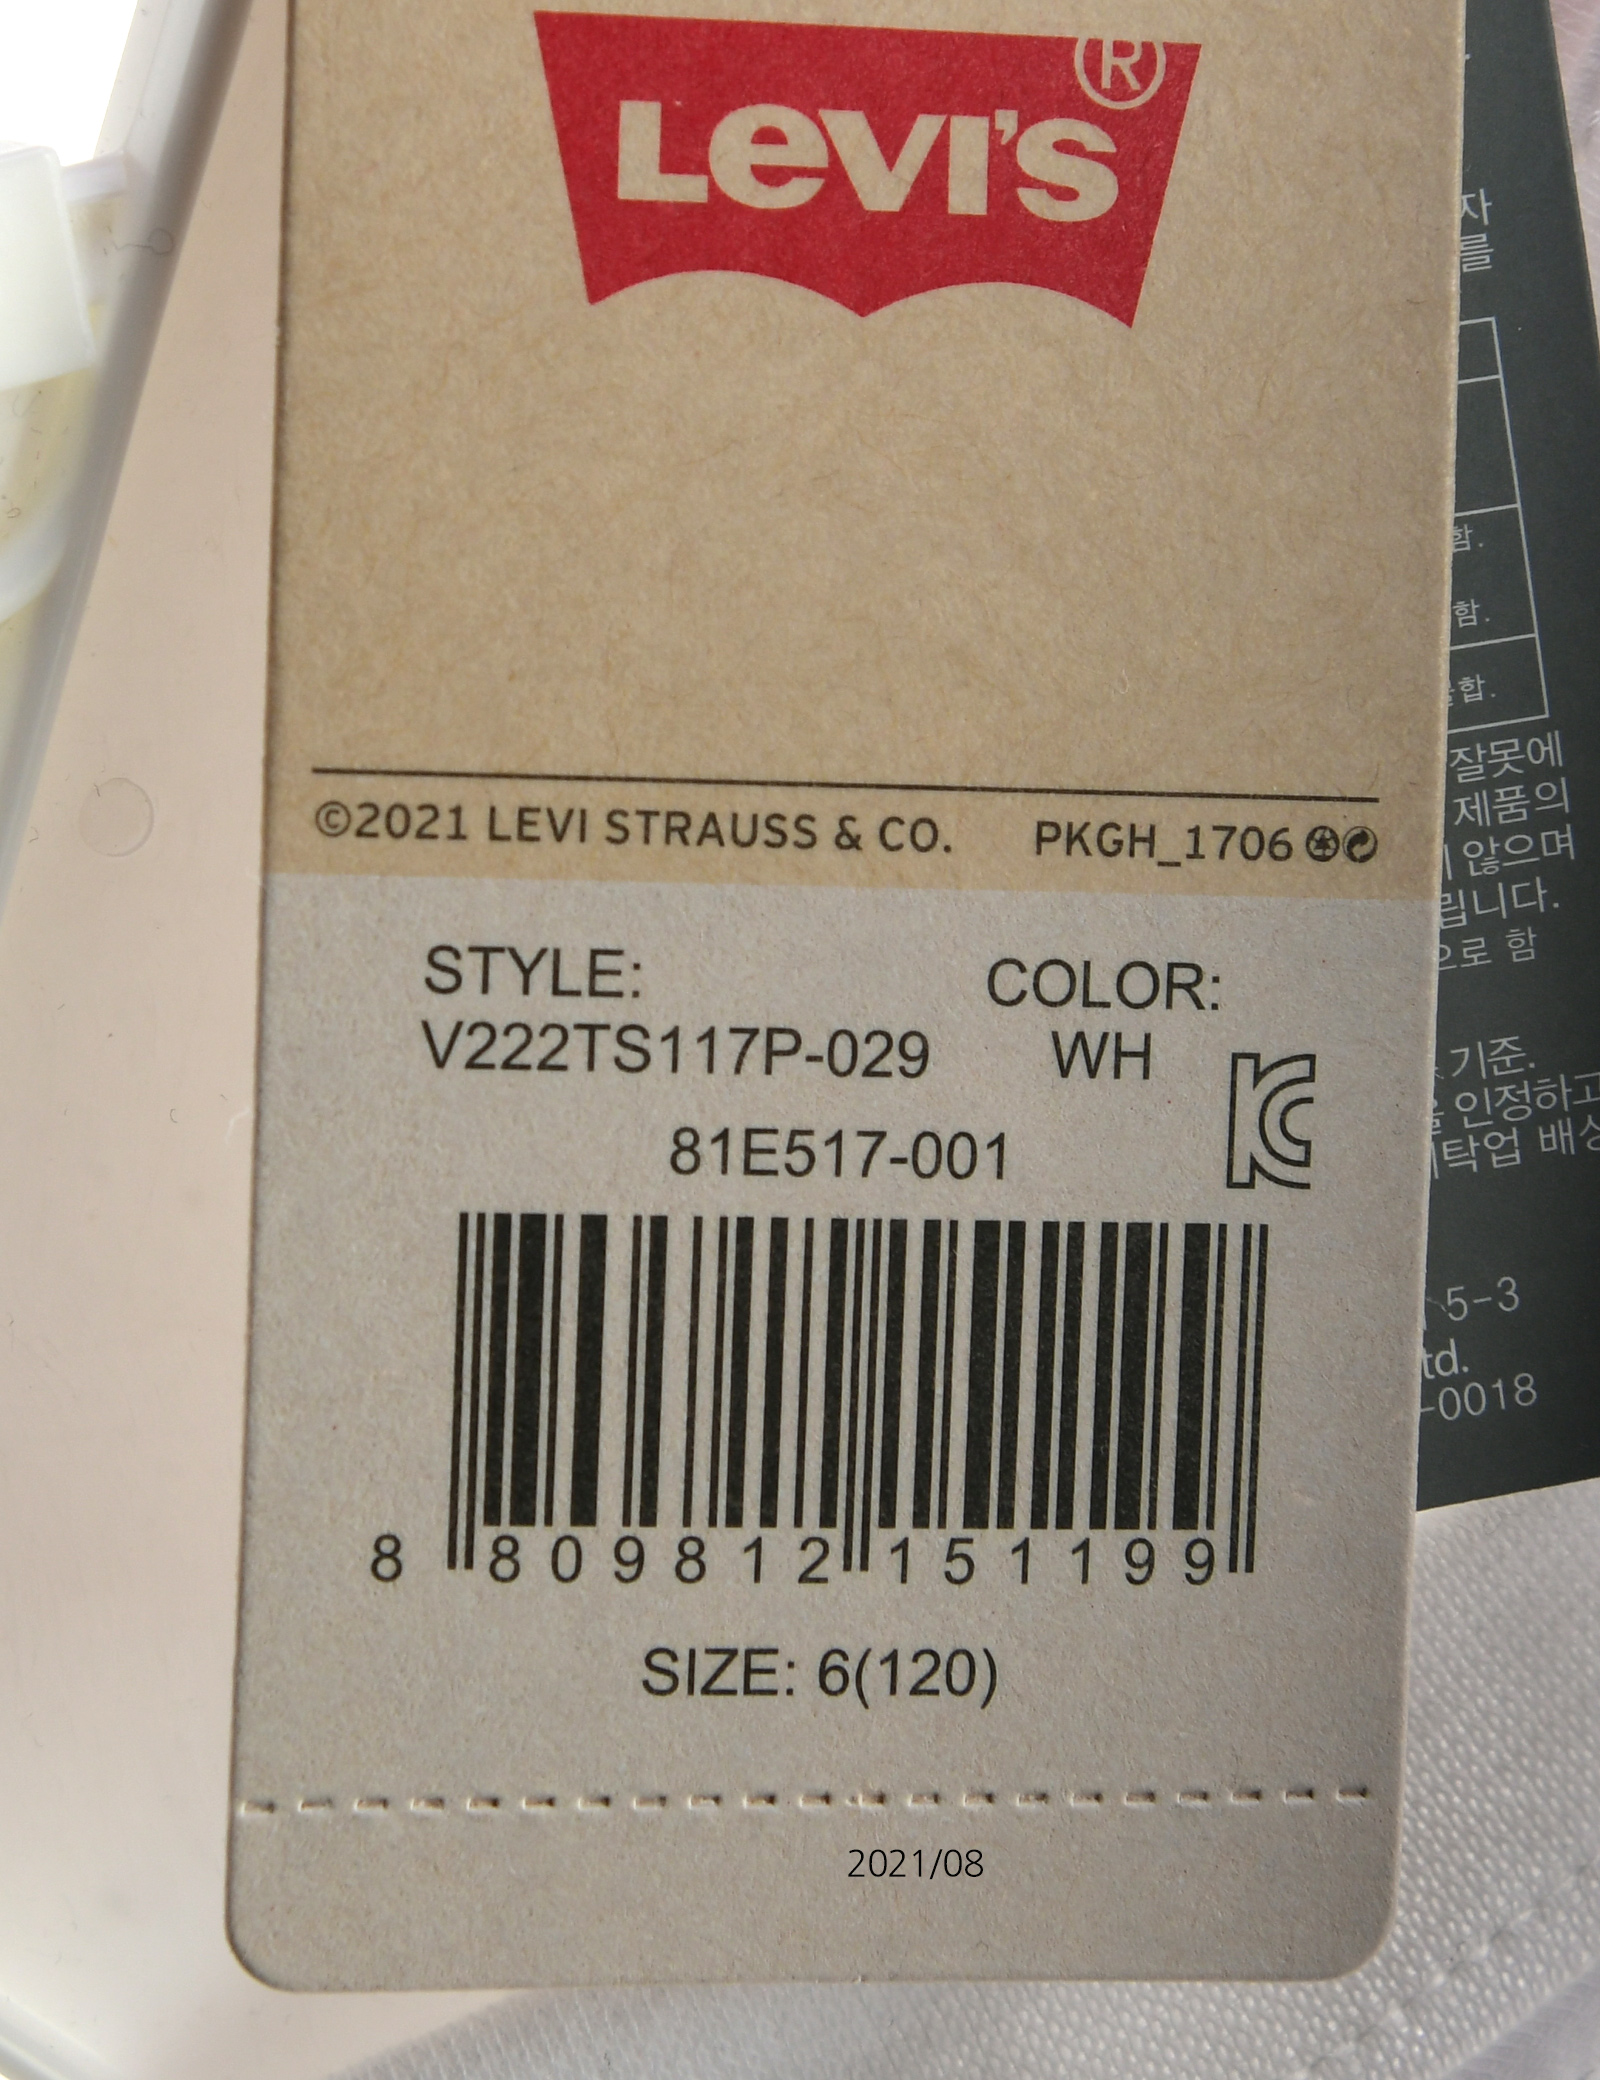 LEVI'S®
©2021 LEVI STRAUSS & CO. PKGH_1706
STYLE: COLOR:
V222TS117P-029 WH
81E517-001
8 809812 151199
SIZE: 6(120)
2021/08
자
를
함.
함.
합.
잘못에
제품의
않으며
립니다.
으로 함
기준.
인정하고
탁업
5-3
td.
-0018